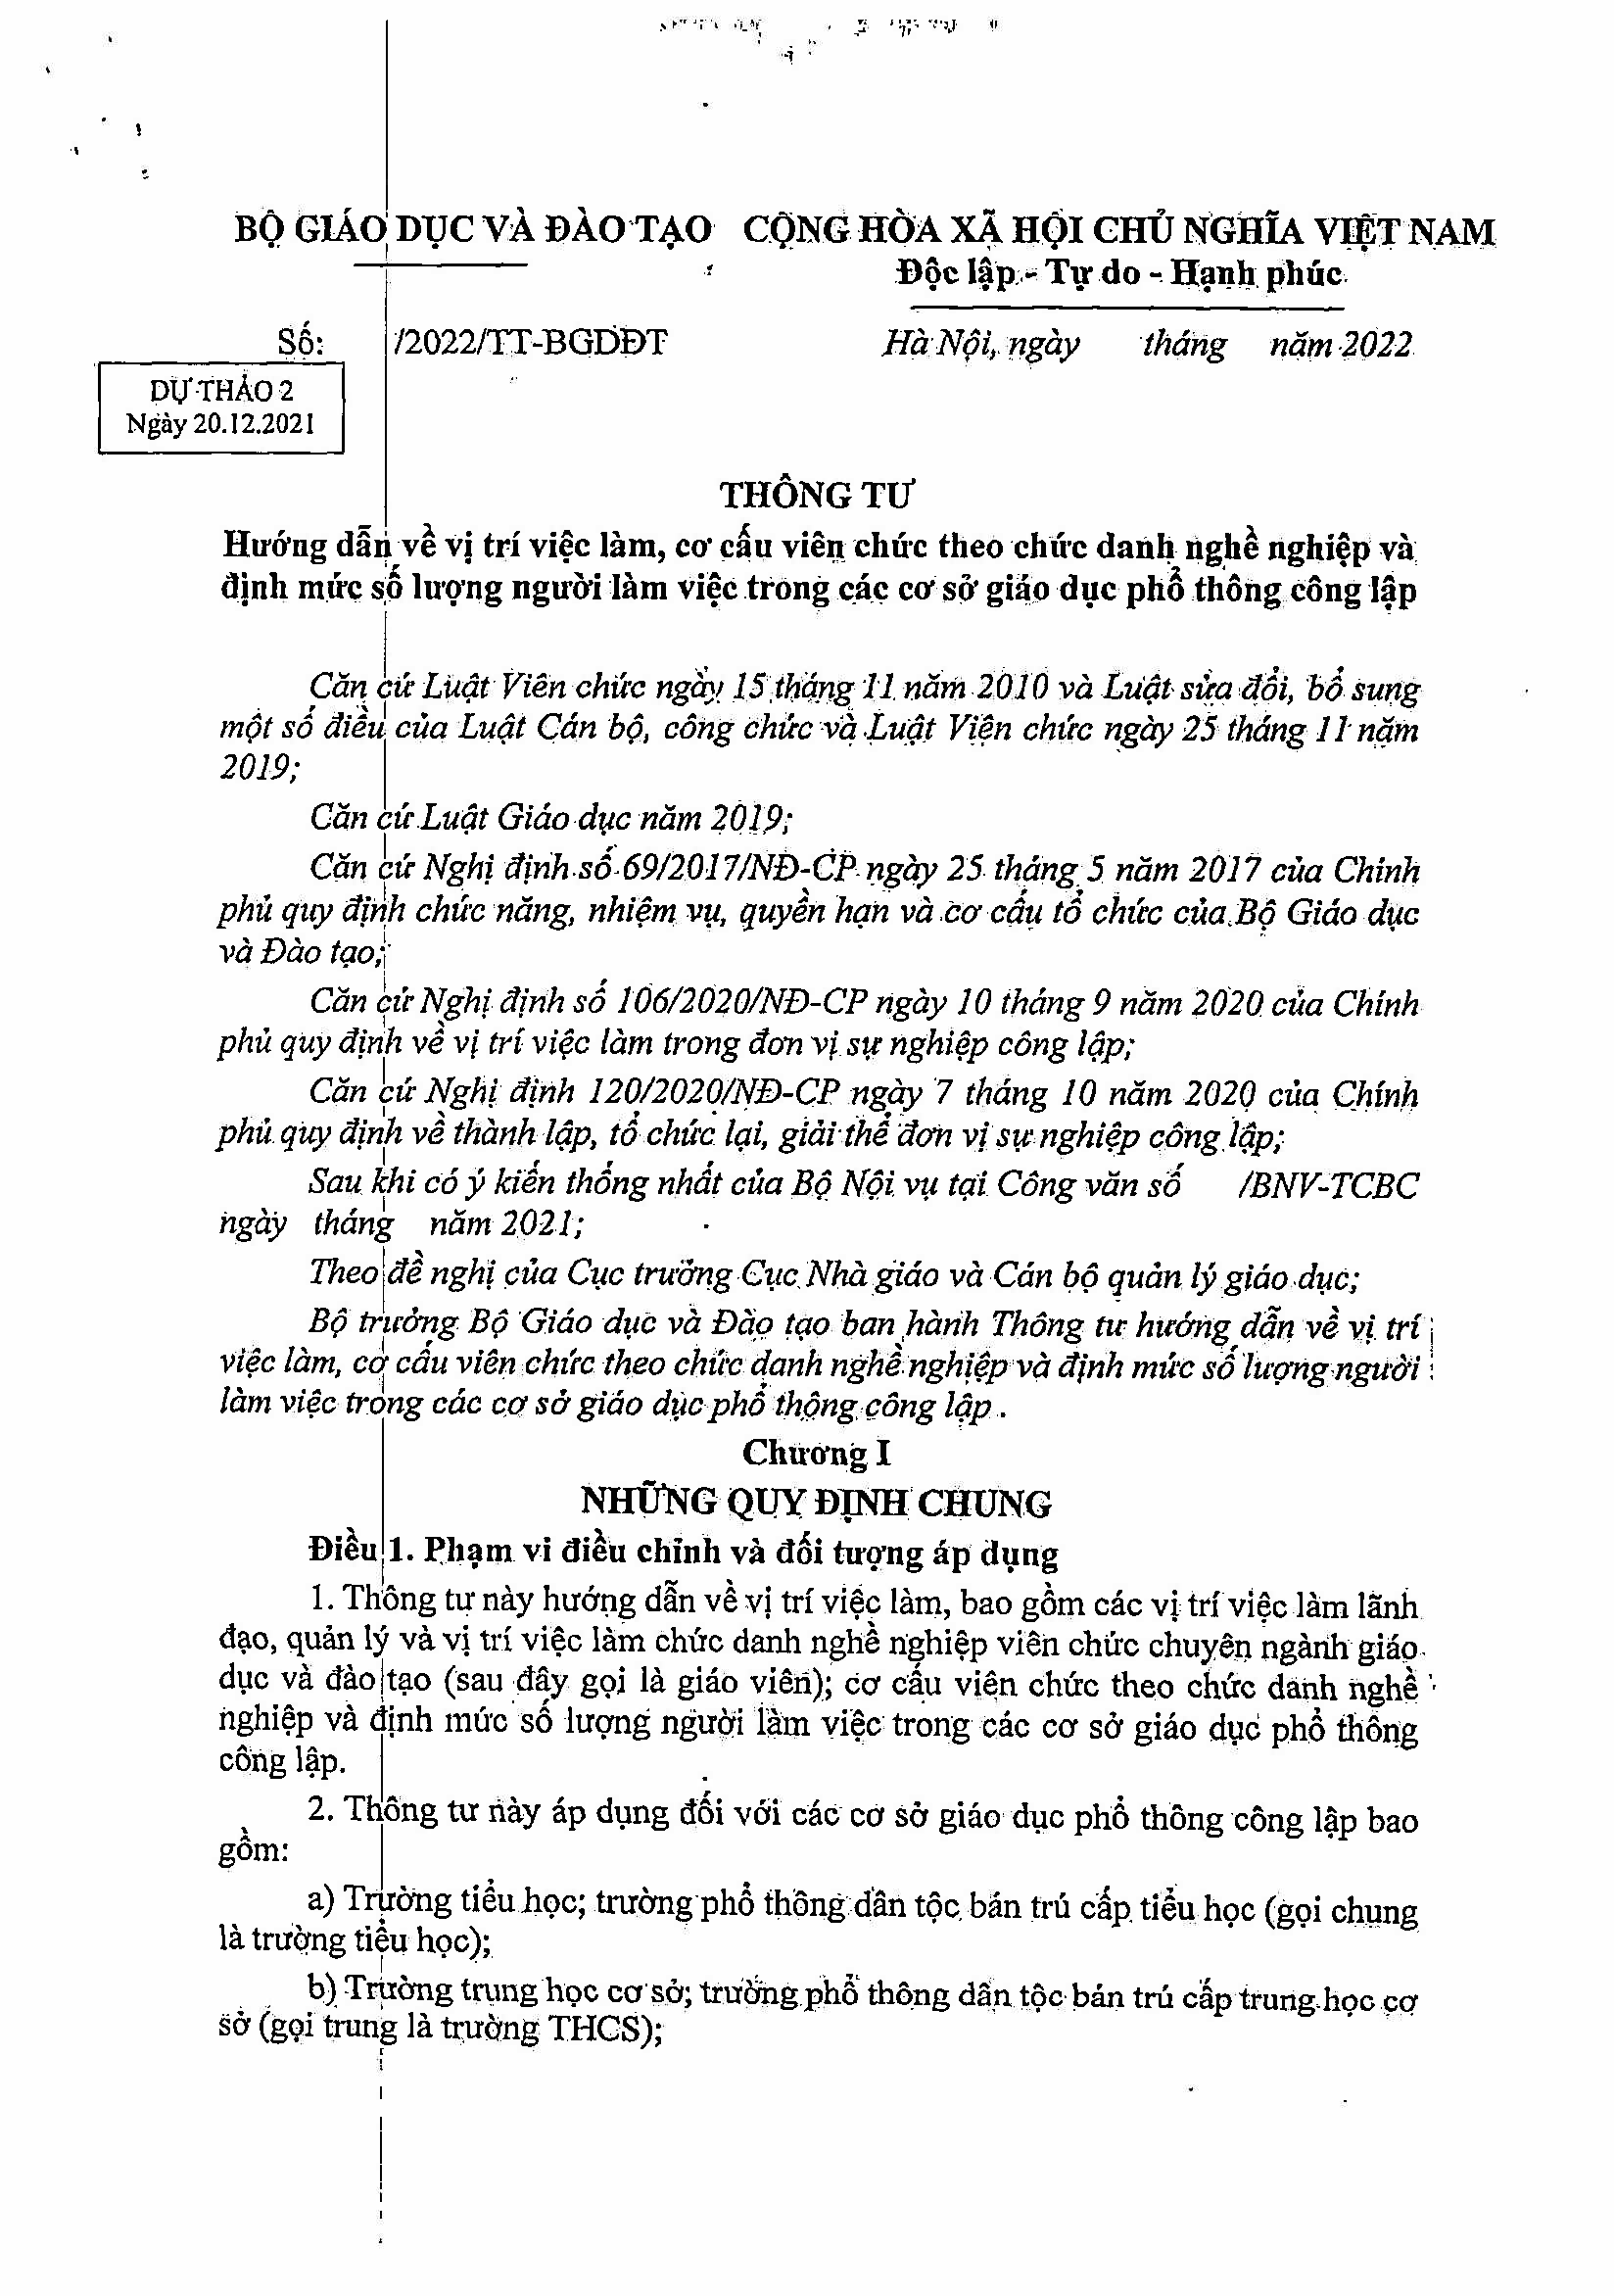 BỘ GIÁO DỤC VÀ ĐÀO TẠO
CỘNG HÒA XÃ HỘI CHỦ NGHĨA VIỆT NAM
Độc lập - Tự do - Hạnh phúc
Số: /2022/TT-BGDĐT
Hà Nội, ngày tháng năm 2022
DỰ THẢO 2
Ngày 20.12.2021
THÔNG TƯ
Hướng dẫn về vị trí việc làm, cơ cấu viên chức theo chức danh nghề nghiệp và
định mức số lượng người làm việc trong các cơ sở giáo dục phổ thông công lập
Căn cứ Luật Viên chức ngày 15 tháng 11 năm 2010 và Luật sửa đổi, bổ sung
một số điều của Luật Cán bộ, công chức và Luật Viên chức ngày 25 tháng 11 năm
2019;
Căn cứ Luật Giáo dục năm 2019;
Căn cứ Nghị định số 69/2017/NĐ-CP ngày 25 tháng 5 năm 2017 của Chính
phủ quy định chức năng, nhiệm vụ, quyền hạn và cơ cấu tổ chức của Bộ Giáo dục
và Đào tạo;
Căn cứ Nghị định số 106/2020/NĐ-CP ngày 10 tháng 9 năm 2020 của Chính
phủ quy định về vị trí việc làm trong đơn vị sự nghiệp công lập;
Căn cứ Nghị định 120/2020/NĐ-CP ngày 7 tháng 10 năm 2020 của Chính
phủ quy định về thành lập, tổ chức lại, giải thể đơn vị sự nghiệp công lập;
Sau khi có ý kiến thống nhất của Bộ Nội vụ tại Công văn số /BNV-TCBC
ngày tháng năm 2021;
Theo đề nghị của Cục trưởng Cục Nhà giáo và Cán bộ quản lý giáo dục;
Bộ trưởng Bộ Giáo dục và Đào tạo ban hành Thông tư hướng dẫn về vị trí
việc làm, cơ cấu viên chức theo chức danh nghề nghiệp và định mức số lượng người
làm việc trong các cơ sở giáo dục phổ thông công lập .
Chương I
NHỮNG QUY ĐỊNH CHUNG
Điều 1. Phạm vi điều chỉnh và đối tượng áp dụng
1. Thông tư này hướng dẫn về vị trí việc làm, bao gồm các vị trí việc làm lãnh
đạo, quản lý và vị trí việc làm chức danh nghề nghiệp viên chức chuyên ngành giáo
dục và đào tạo (sau đây gọi là giáo viên); cơ cấu viên chức theo chức danh nghề
nghiệp và định mức số lượng người làm việc trong các cơ sở giáo dục phổ thông
công lập.
2. Thông tư này áp dụng đối với các cơ sở giáo dục phổ thông công lập bao
gồm:
a) Trường tiểu học; trường phổ thông dân tộc bán trú cấp tiểu học (gọi chung
là trường tiểu học);
b) Trường trung học cơ sở; trường phổ thông dân tộc bán trú cấp trung học cơ
sở (gọi trung là trường THCS);